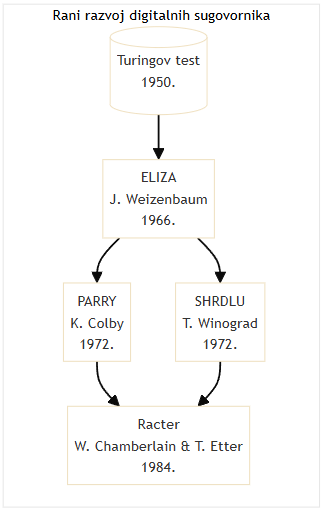 Rani razvoj digitalnih sugovornika
Turingov test
1950.
ELIZA
J. Weizenbaum
1966.
PARRY
K. Colby
1972.
SHRDLU
T. Winograd
1972.
Racter
W. Chamberlain & T. Etter
1984.